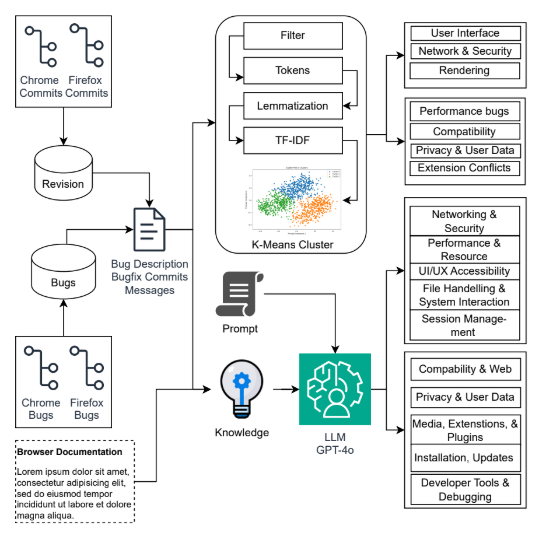 Chrome
Commits
Firefox
Commits
Revision
Bugs
Bug Description
Bugfix Commits
Messages
Chrome
Bugs
Firefox
Bugs
Browser Documentation
Lorem ipsum dolor sit amet,
consectetur adipisicing elit,
sed do eiusmod tempor
incididunt ut labore et dolore
magna aliqua.
Filter
Tokens
Lemmatization
TF-IDF
K-Means Cluster
Prompt
Knowledge
LLM
GPT-4o
User Interface
Network & Security
Rendering
Performance bugs
Compatibility
Privacy & User Data
Extension Conflicts
Networking &
Security
Performance &
Resource
UI/UX Accessibility
File Handelling &
System Interaction
Session Manage-
ment
Compability & Web
Privacy & User Data
Media, Extenstions, &
Plugins
Installation, Updates
Developer Tools &
Debugging